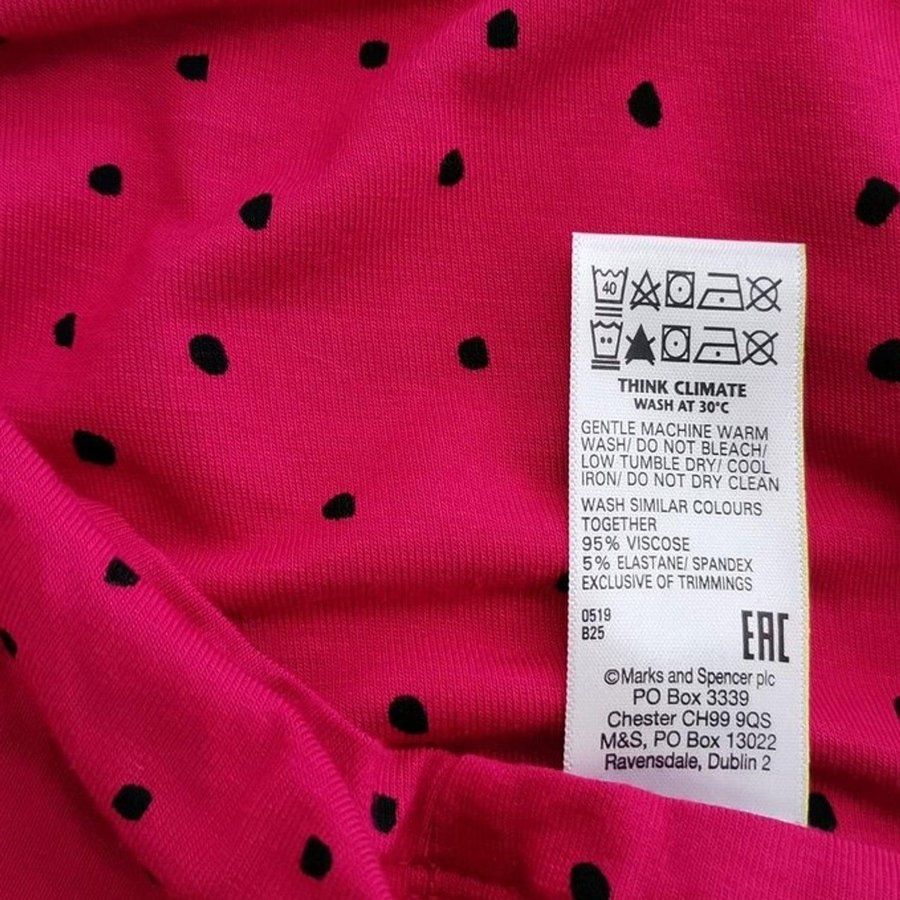 40
THINK CLIMATE
WASH AT 30°C
GENTLE MACHINE WARM
WASH/ DO NOT BLEACH/
LOW TUMBLE DRY/ COOL
IRON/ DO NOT DRY CLEAN
WASH SIMILAR COLOURS
TOGETHER
95% VISCOSE
5% ELASTANE/ SPANDEX
EXCLUSIVE OF TRIMMINGS
0519
B25
EAC
©Marks and Spencer plc
PO Box 3339
Chester CH99 9QS
M&S, PO Box 13022
Ravensdale, Dublin 2